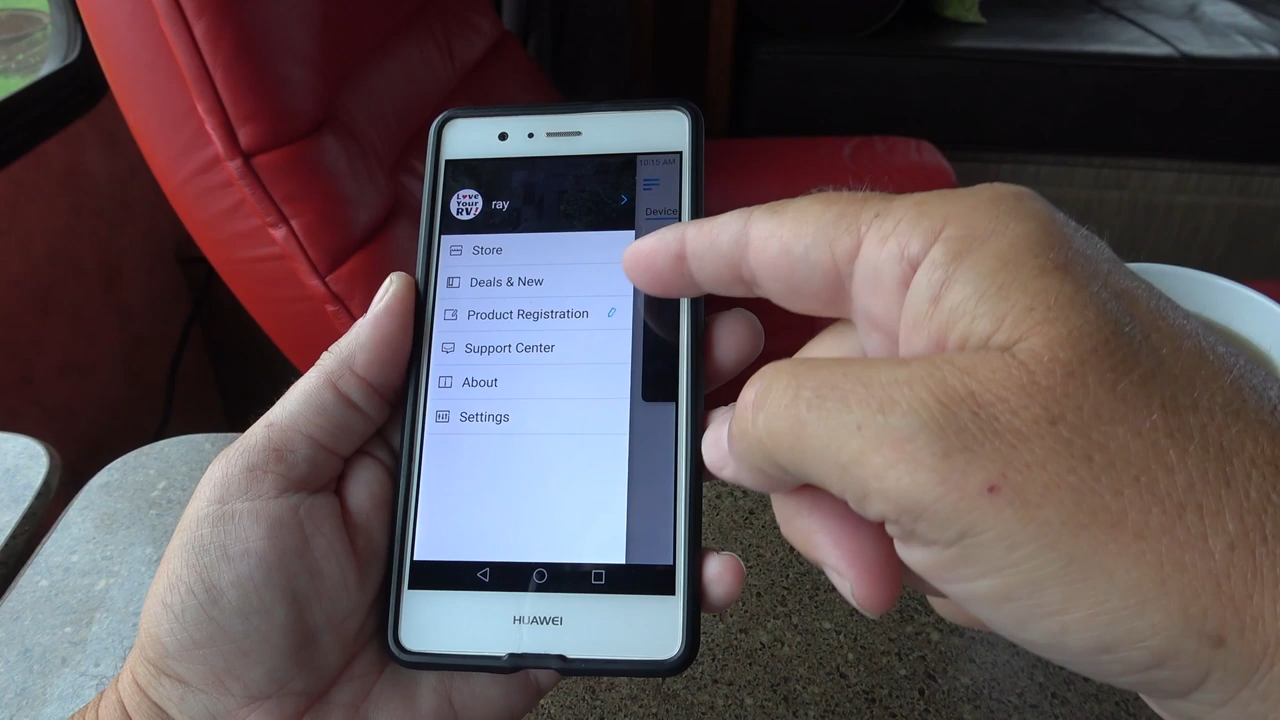 10:15 AM
Love
Your
RV!
ray
Device
Store
Deals & New
Product Registration
Support Center
About
Settings
HUAWEI